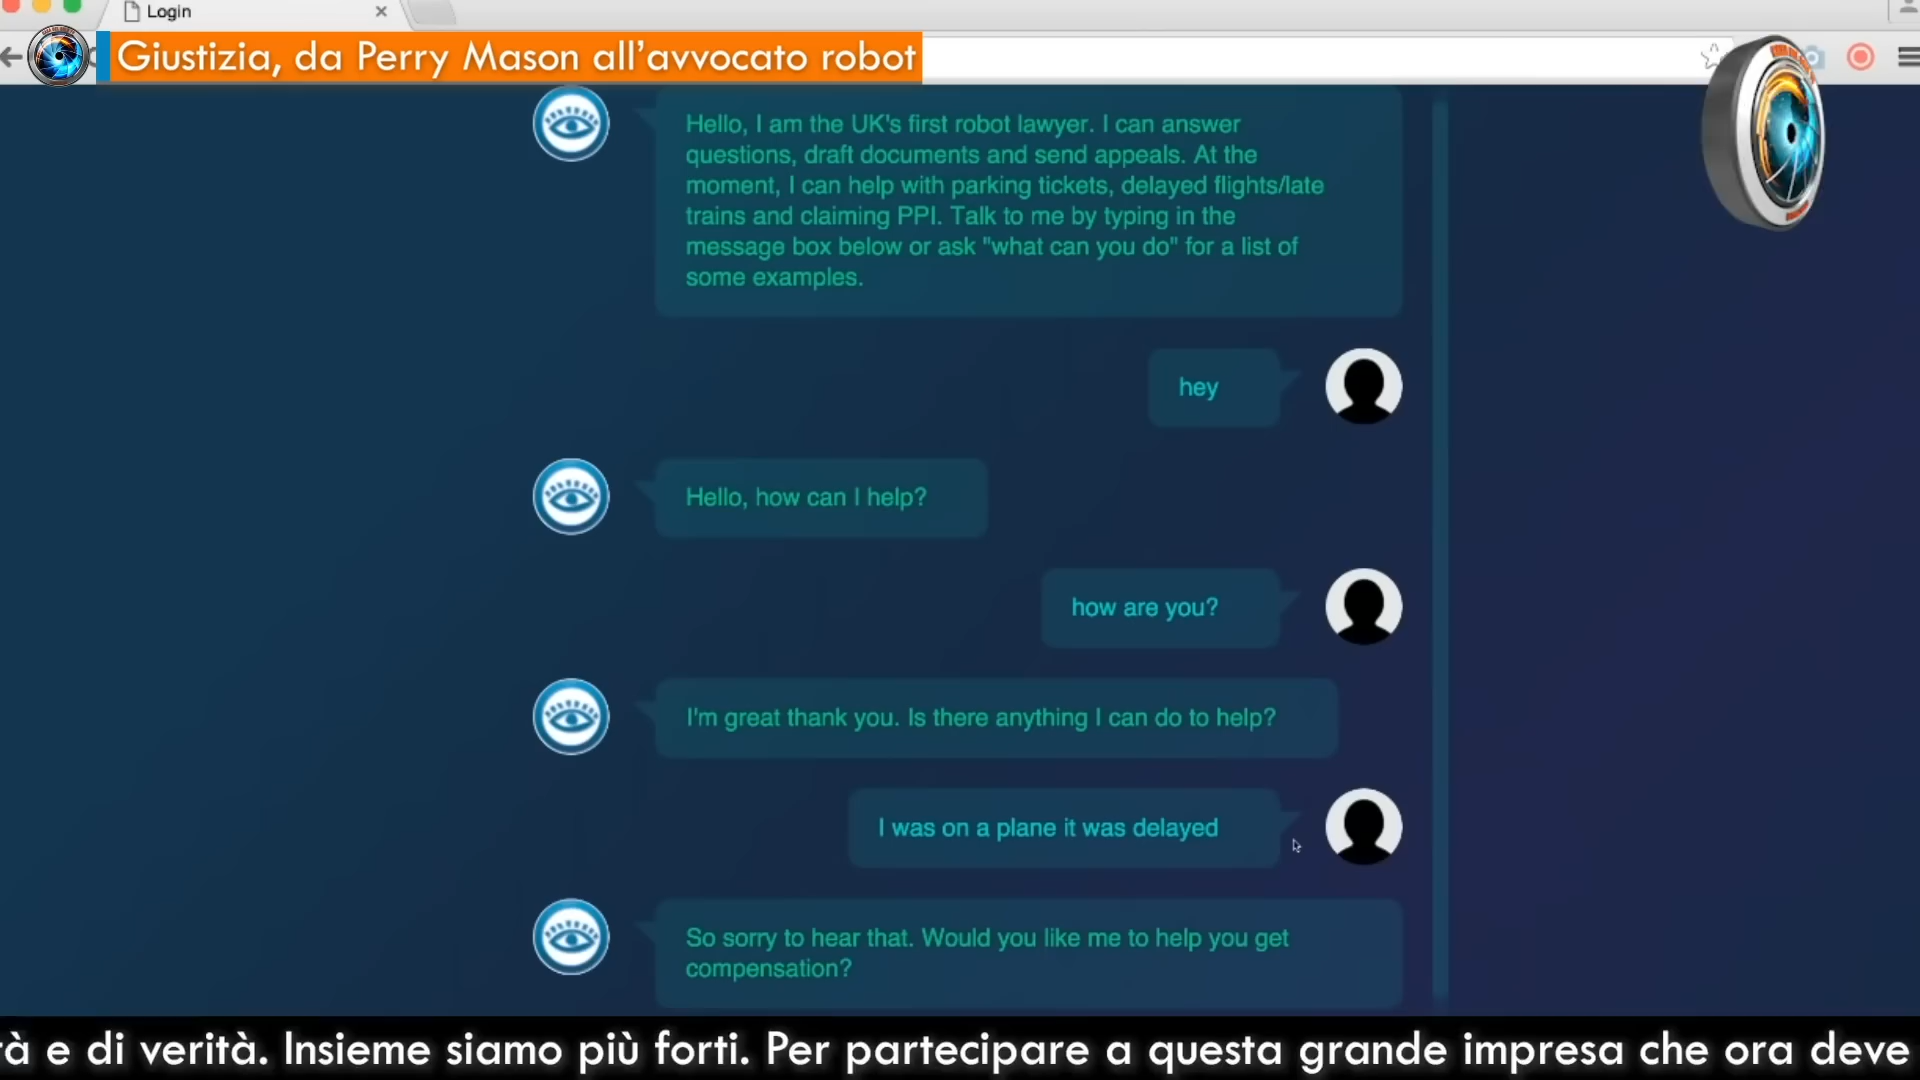 Login
Giustizia, da Perry Mason all'avvocato robot
Hello, I am the UK's first robot lawyer. I can answer
questions, draft documents and send appeals. At the
moment, I can help with parking tickets, delayed flights/late
trains and claiming PPI. Talk to me by typing in the
message box below or ask "what can you do" for a list of
some examples.
hey
Hello, how can I help?
how are you?
I'm great thank you. Is there anything I can do to help?
I was on a plane it was delayed
So sorry to hear that. Would you like me to help you get
compensation?
e di verità. Insieme siamo più forti. Per partecipare a questa grande impresa che ora deve